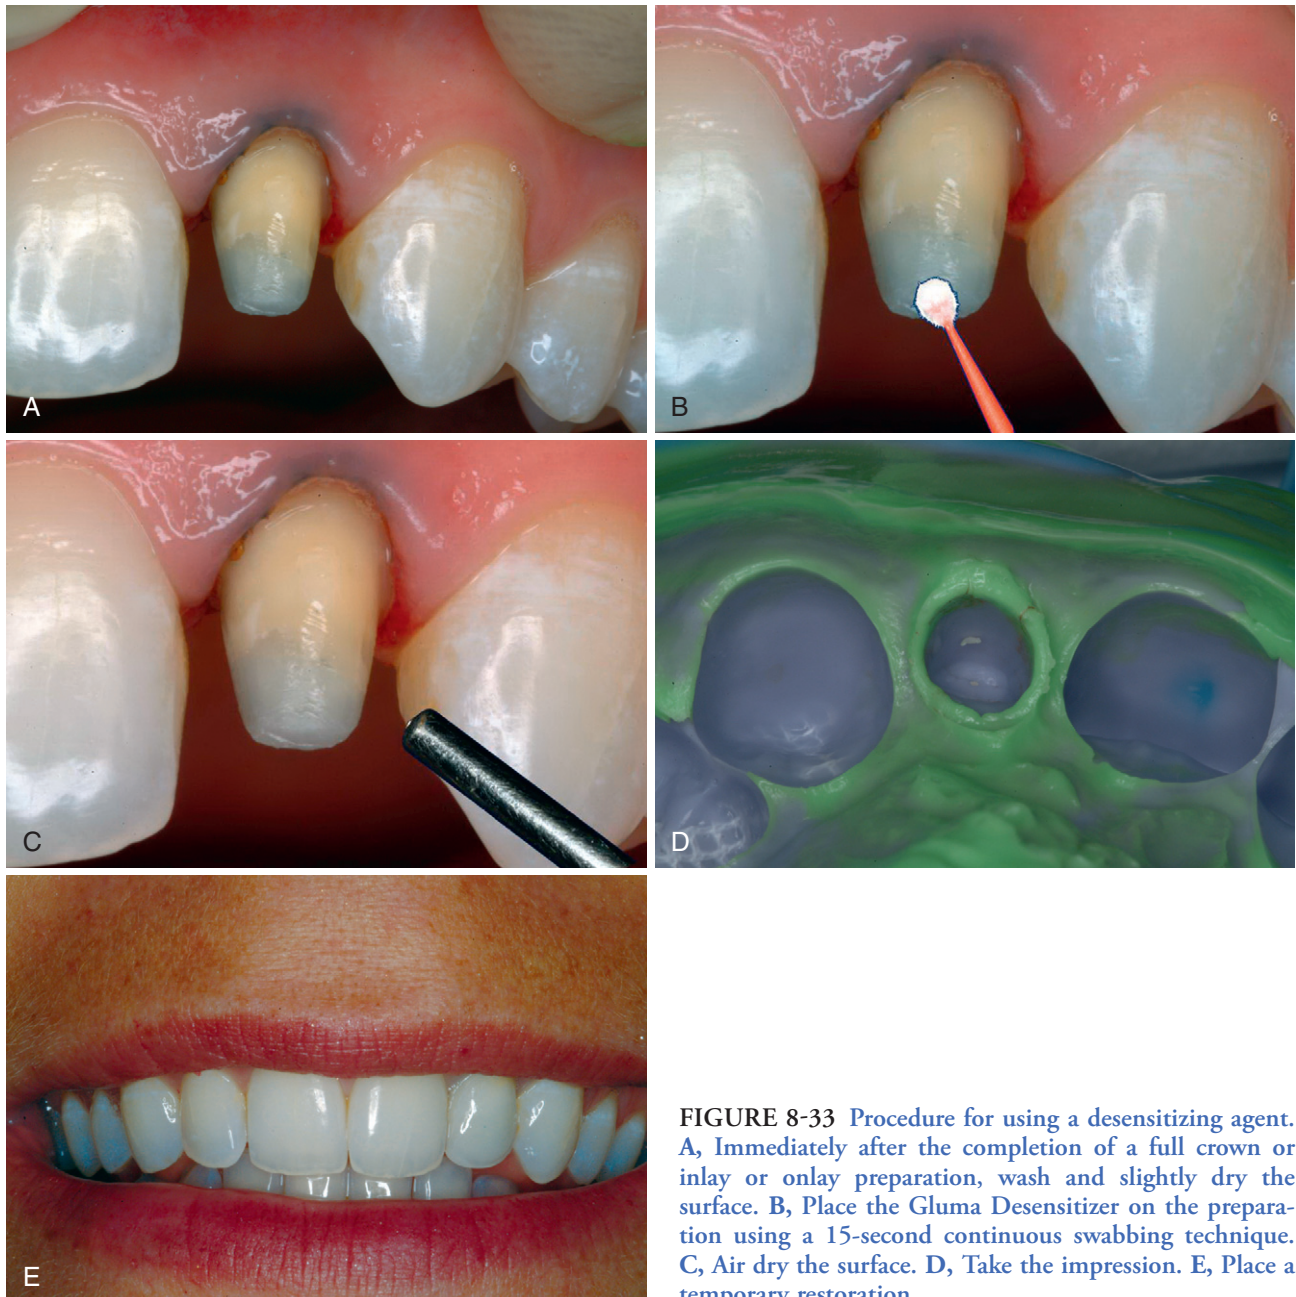 A
B
C
D
E
FIGURE 8-33 Procedure for using a desensitizing agent.
A, Immediately after the completion of a full crown or
inlay or onlay preparation, wash and slightly dry the
surface. B, Place the Gluma Desensitizer on the prepara-
tion using a 15-second continuous swabbing technique.
C, Air dry the surface. D, Take the impression. E, Place a
temporary restoration